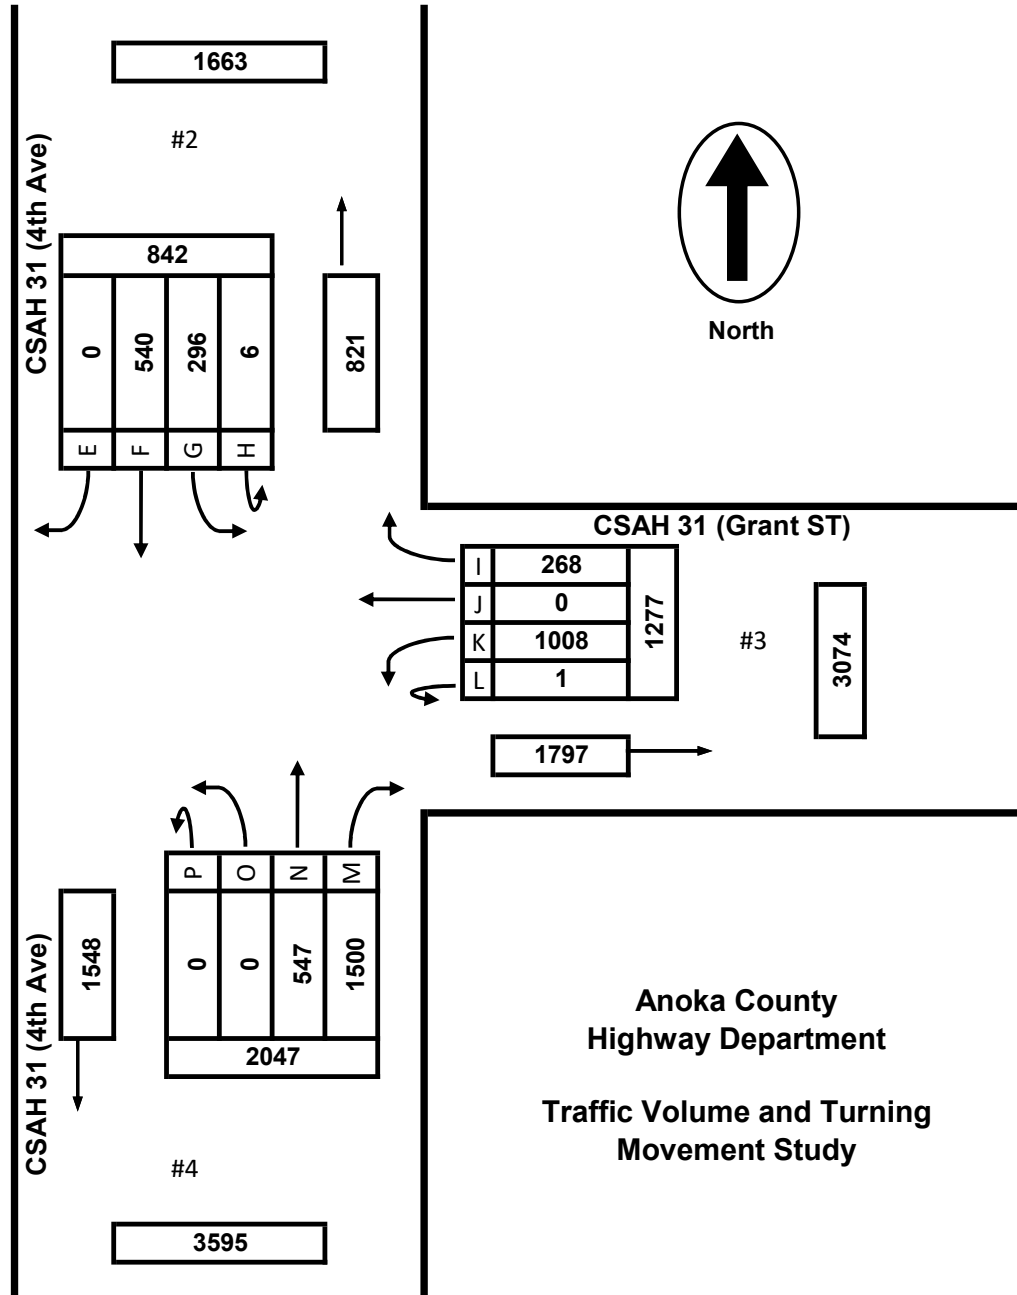 1663
#2
CSAH 31 (4th Ave)
842
0
540
296
6
E
F
G
H
821
North
CSAH 31 (Grant ST)
I
268
J
0
K
1008
L
1
1277
#3
3074
1797
P
O
N
M
0
0
547
1500
2047
1548
CSAH 31 (4th Ave)
#4
3595
Anoka County
Highway Department
Traffic Volume and Turning
Movement Study